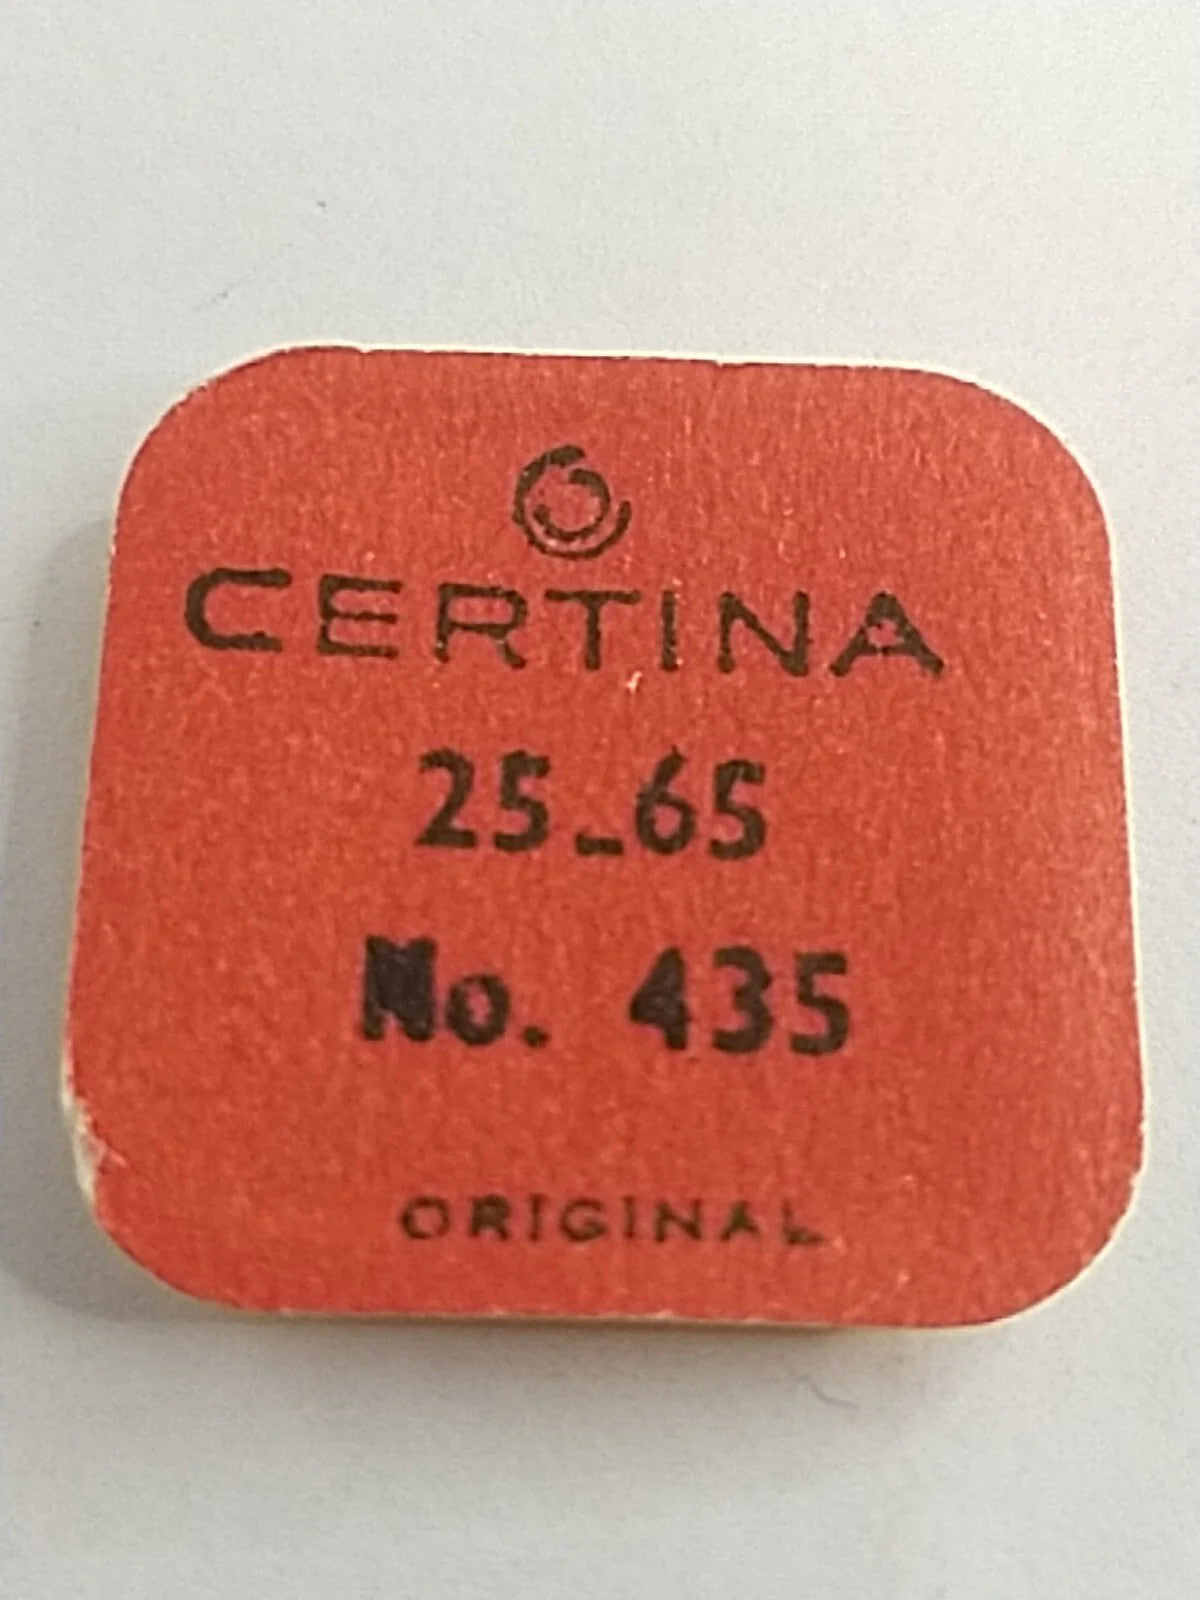 CERTINA
25-65
No. 435
ORIGINAL